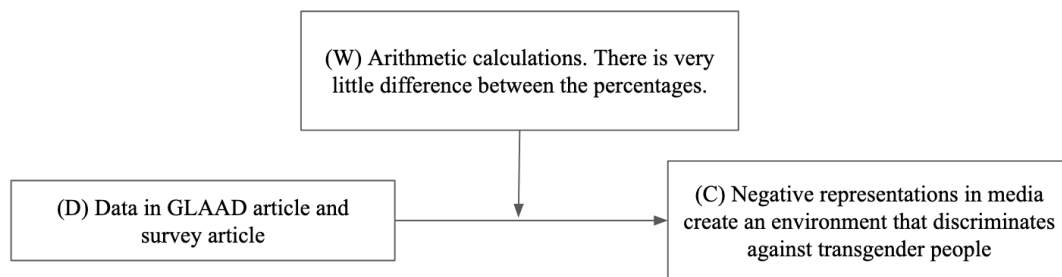 (W) Arithmetic calculations. There is very
little difference between the percentages.
(D) Data in GLAAD article and
survey article
(C) Negative representations in media
create an environment that discriminates
against transgender people